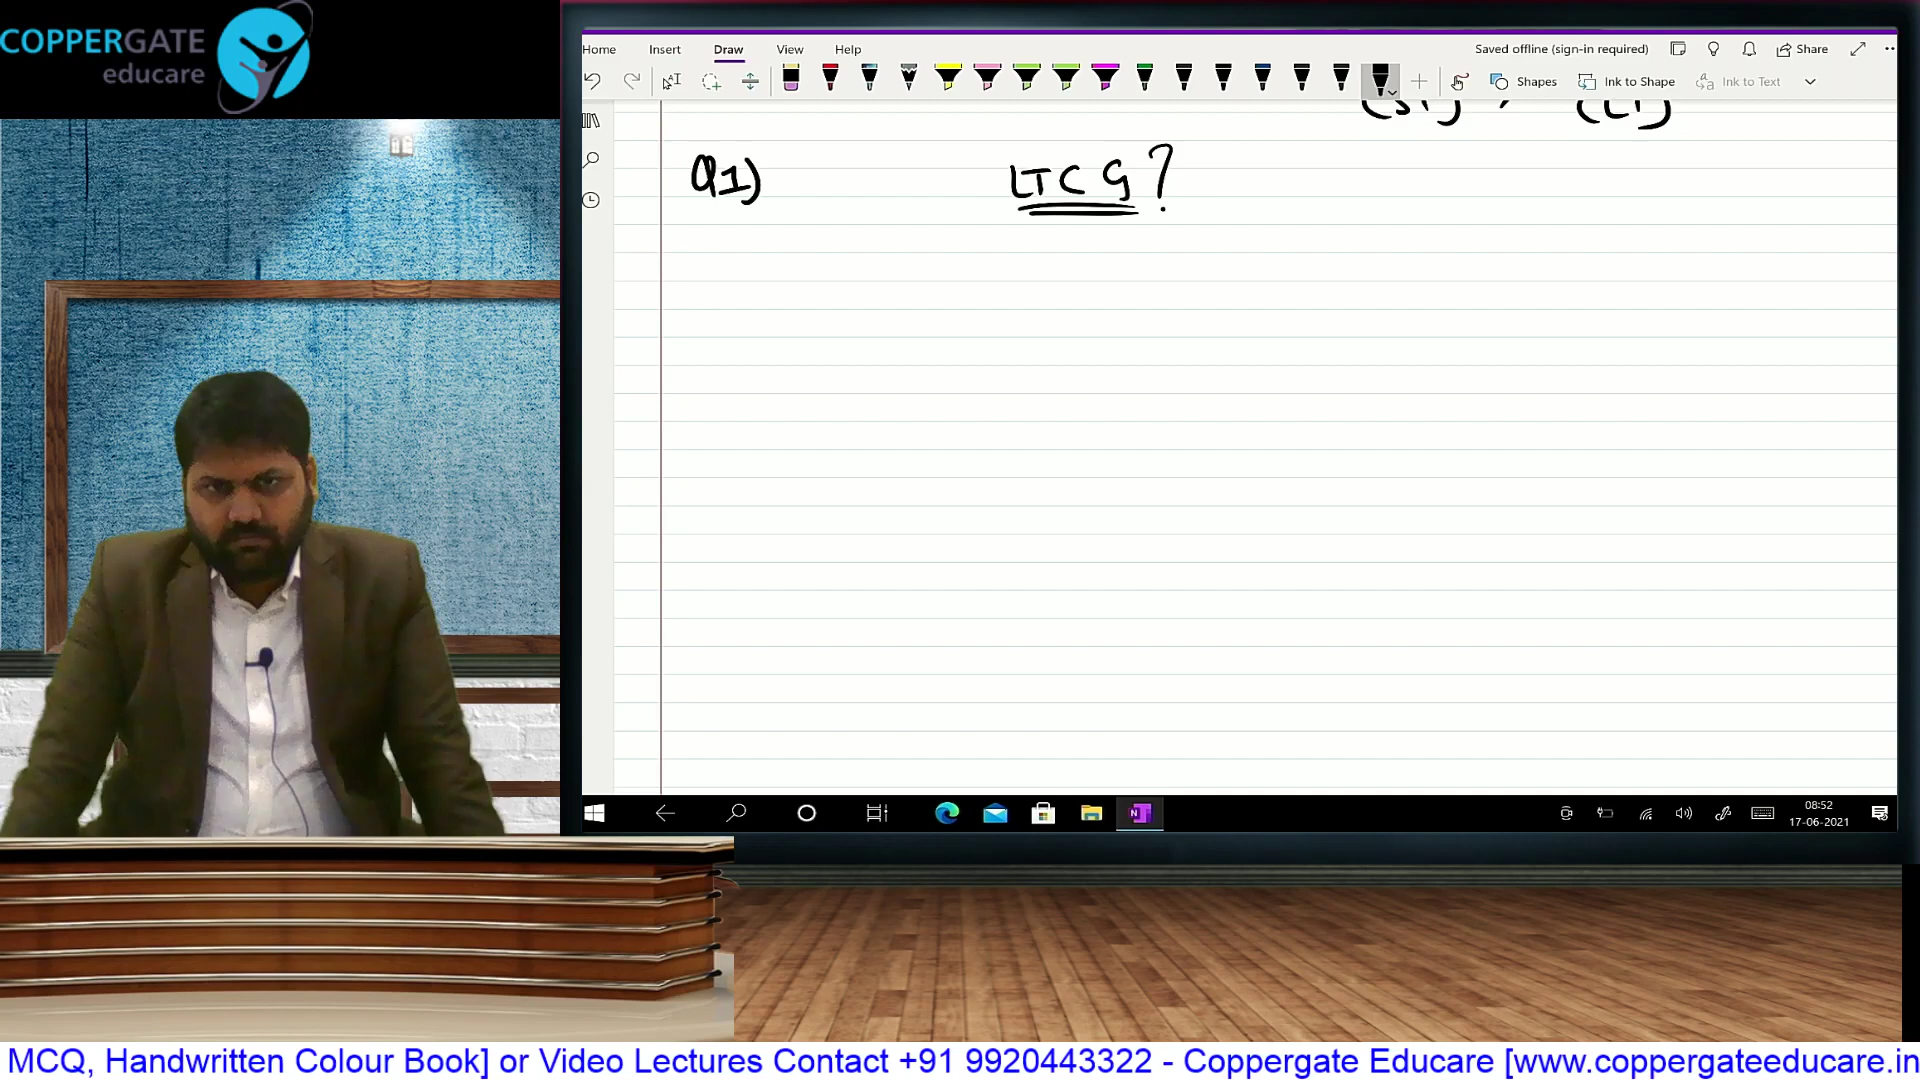 COPPERGATE
educare
Home Insert Draw View Help Saved offline (sign-in required) Share
Shapes Ink to Shape Ink to Text
(ST) , (LT)
Q1) LTCG?
08:52
17-06-2021
MCQ, Handwritten Colour Book] or Video Lectures Contact +91 9920443322 - Coppergate Educare [www.coppergateeducare.in